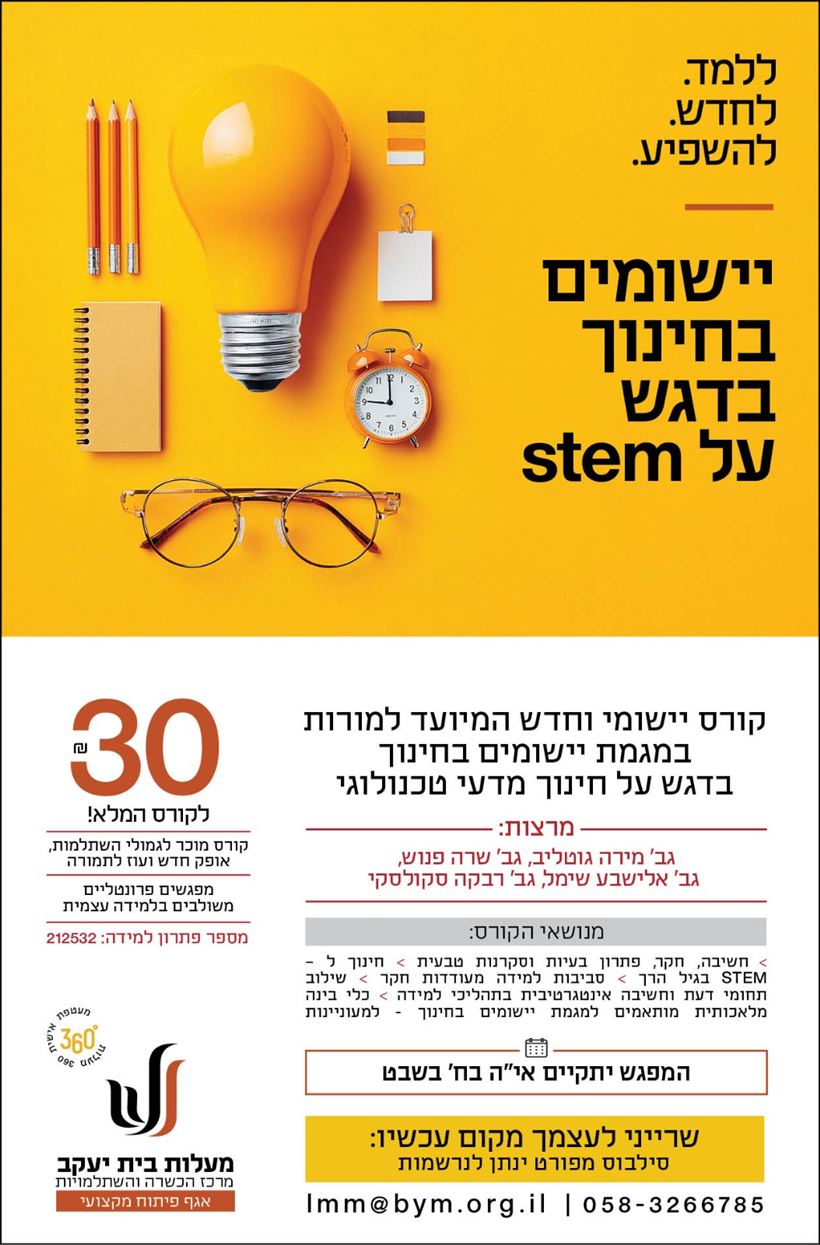 ללמד.
לחדש.
להשפיע.
יישומים
בחינוך
בדגש
על stem
קורס יישומי וחדש המיועד למורות
במגמת יישומים בחינוך
בדגש על חינוך מדעי טכנולוגי
מרצות:
גב' מירה גוטליב, גב' שרה פנוש,
גב' אלישבע שימל, גב' רבקה סקולסקי
מנושאי הקורס:
> חשיבה, חקר, פתרון בעיות וסקרנות טבעית > חינוך ל –
STEM בגיל הרך > סביבות למידה מעודדות חקר > שילוב
תחומי דעת וחשיבה אינטגרטיבית בתהליכי למידה > כלי בינה
מלאכותית מותאמים למגמת יישומים בחינוך - למעוניינות
המפגש יתקיים אי"ה בח' בשבט
שרייני לעצמך מקום עכשיו:
סילבוס מפורט ינתן לנרשמות
lmm@bym.org.il | 058-3266785
30 ₪
לקורס המלא!
קורס מוכר לגמולי השתלמות,
אופק חדש ועוז לתמורה
מפגשים פרונטליים
משולבים בלמידה עצמית
מספר פתרון למידה: 212532
מעטפת אישית 360 מעלות
360°
מעלות בית יעקב
מרכז הכשרה והשתלמויות
אגף פיתוח מקצועי